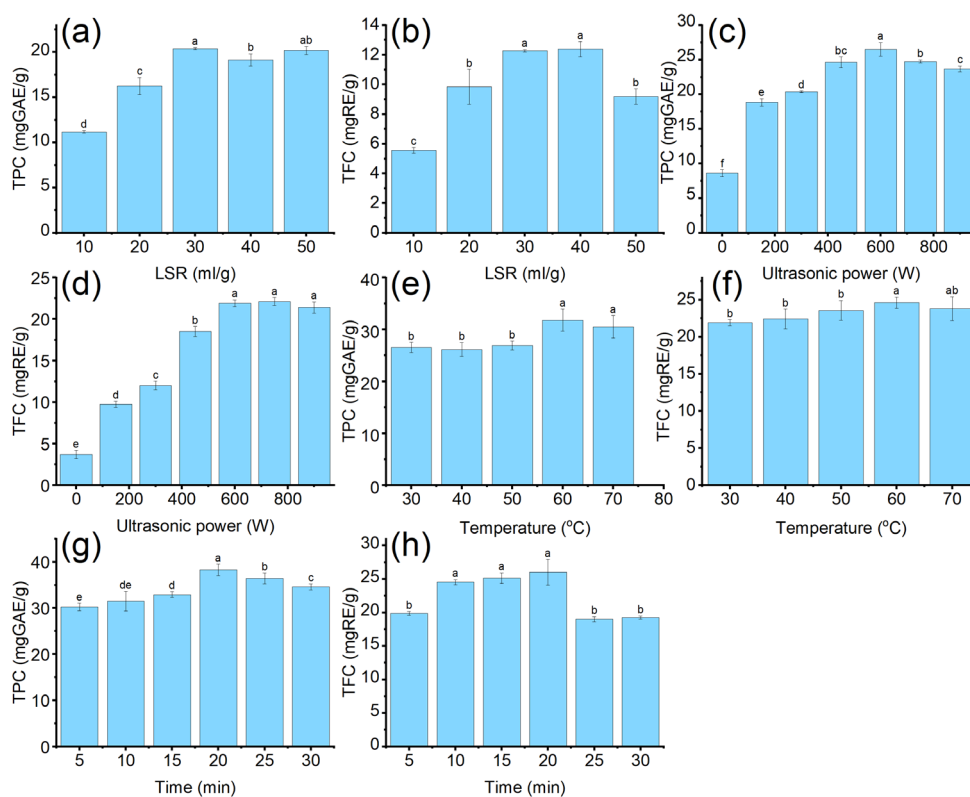 (a)
TPC (mgGAE/g)
20
15
10
5
0
d
c
a
b
ab
10 20 30 40 50
LSR (ml/g)
(b)
TFC (mgRE/g)
14
12
10
8
6
4
2
0
c
b
a
a
b
10 20 30 40 50
LSR (ml/g)
(c)
TPC (mgGAE/g)
30
25
20
15
10
5
0
f
e
d
bc
a
b
c
0 200 400 600 800
Ultrasonic power (W)
(d)
TFC (mgRE/g)
25
20
15
10
5
0
e
d
c
b
a
a
a
0 200 400 600 800
Ultrasonic power (W)
(e)
TPC (mgGAE/g)
40
30
20
10
0
b
b
b
a
a
30 40 50 60 70 80
Temperature (°C)
(f)
TFC (mgRE/g)
25
20
15
10
5
0
b
b
b
a
ab
30 40 50 60 70
Temperature (°C)
(g)
TPC (mgGAE/g)
40
30
20
10
0
e
de
d
a
b
c
5 10 15 20 25 30
Time (min)
(h)
TFC (mgRE/g)
30
25
20
15
10
5
0
b
a
a
a
b
b
5 10 15 20 25 30
Time (min)